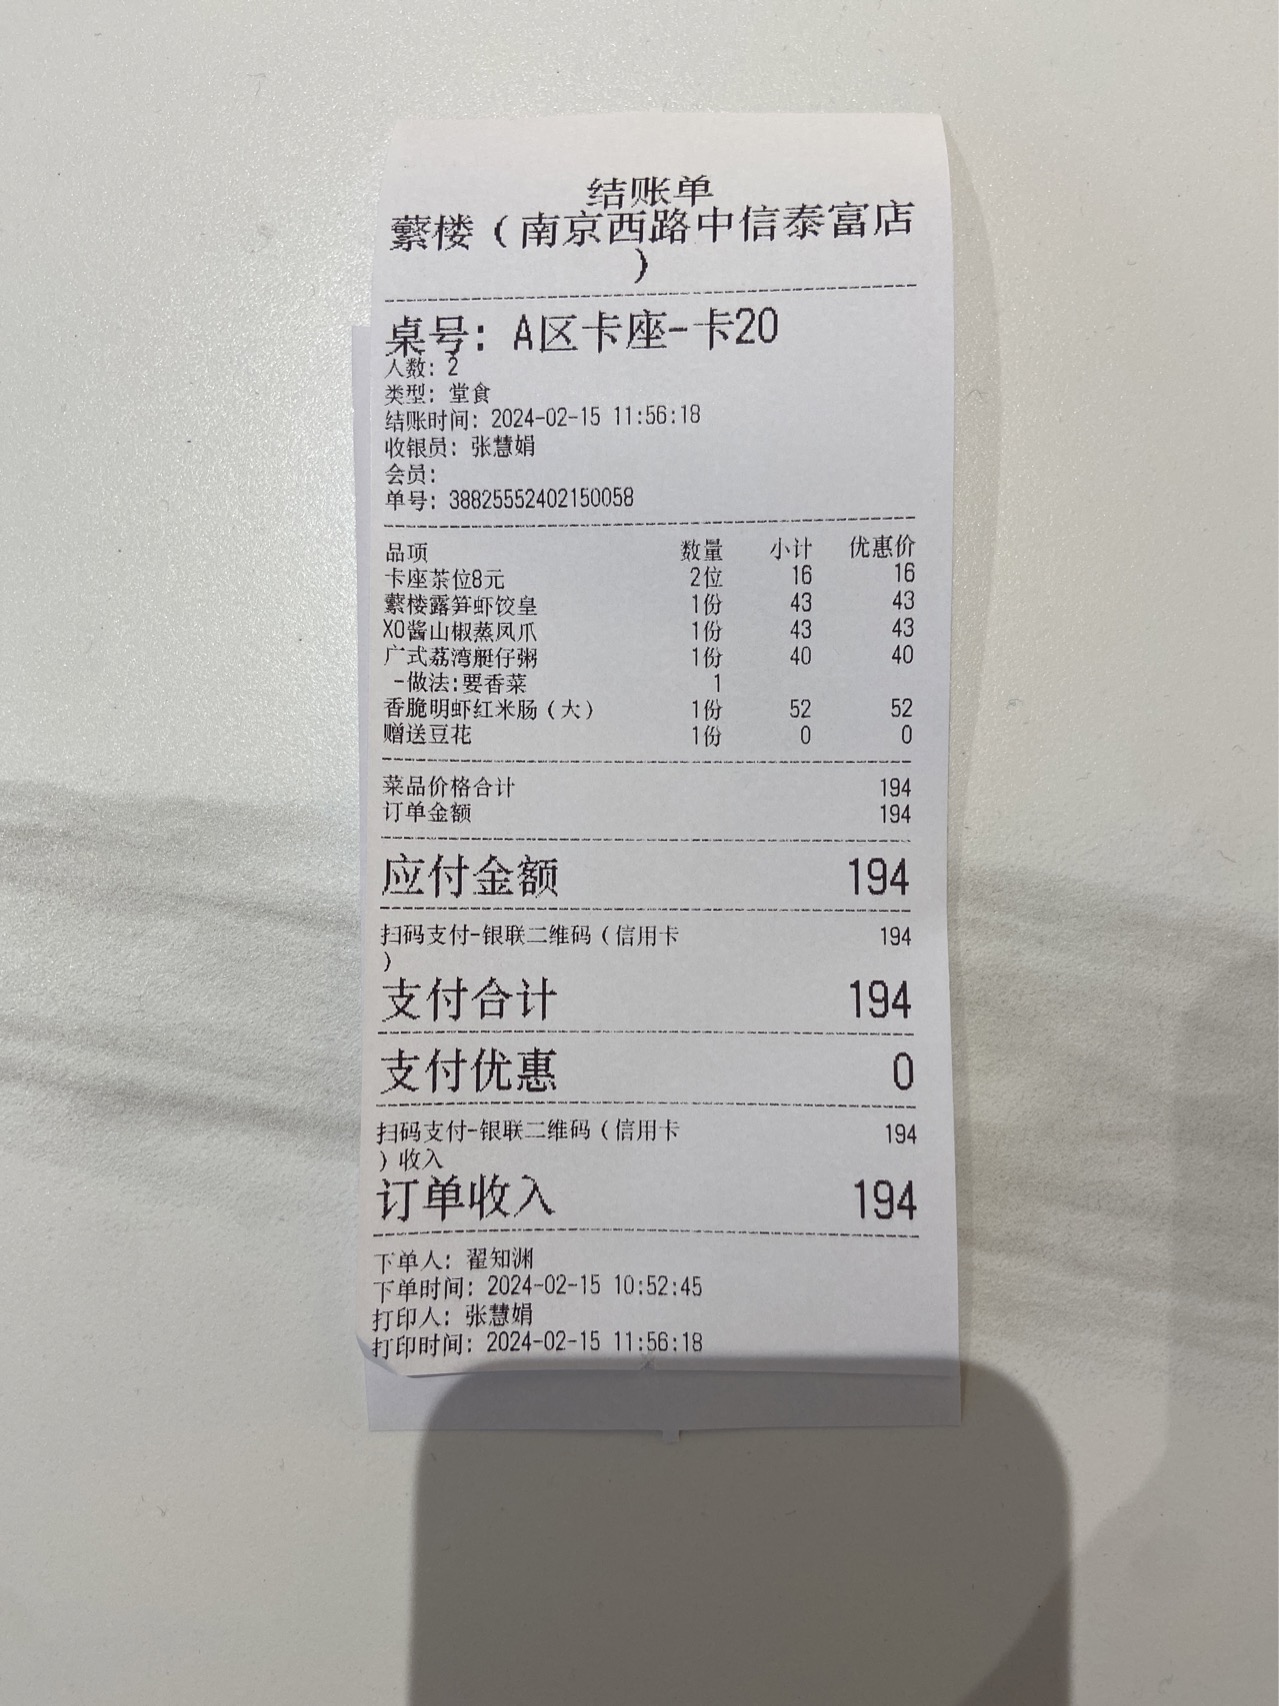 结账单
蘩楼（南京西路中信泰富店
）
桌号: A区卡座-卡20
人数: 2
类型: 堂食
结账时间: 2024-02-15 11:56:18
收银员: 张慧娟
会员:
单号: 38825552402150058
品项 数量 小计 优惠价
卡座茶位8元 2位 16 16
蘩楼露笋虾饺皇 1份 43 43
XO酱山椒蒸凤爪 1份 43 43
广式荔湾艇仔粥 1份 40 40
-做法:要香菜 1
香脆明虾红米肠（大） 1份 52 52
赠送豆花 1份 0 0
菜品价格合计 194
订单金额 194
应付金额 194
扫码支付-银联二维码（信用卡 194
）
支付合计 194
支付优惠 0
扫码支付-银联二维码（信用卡 194
）收入
订单收入 194
下单人: 翟知渊
下单时间: 2024-02-15 10:52:45
打印人: 张慧娟
打印时间: 2024-02-15 11:56:18